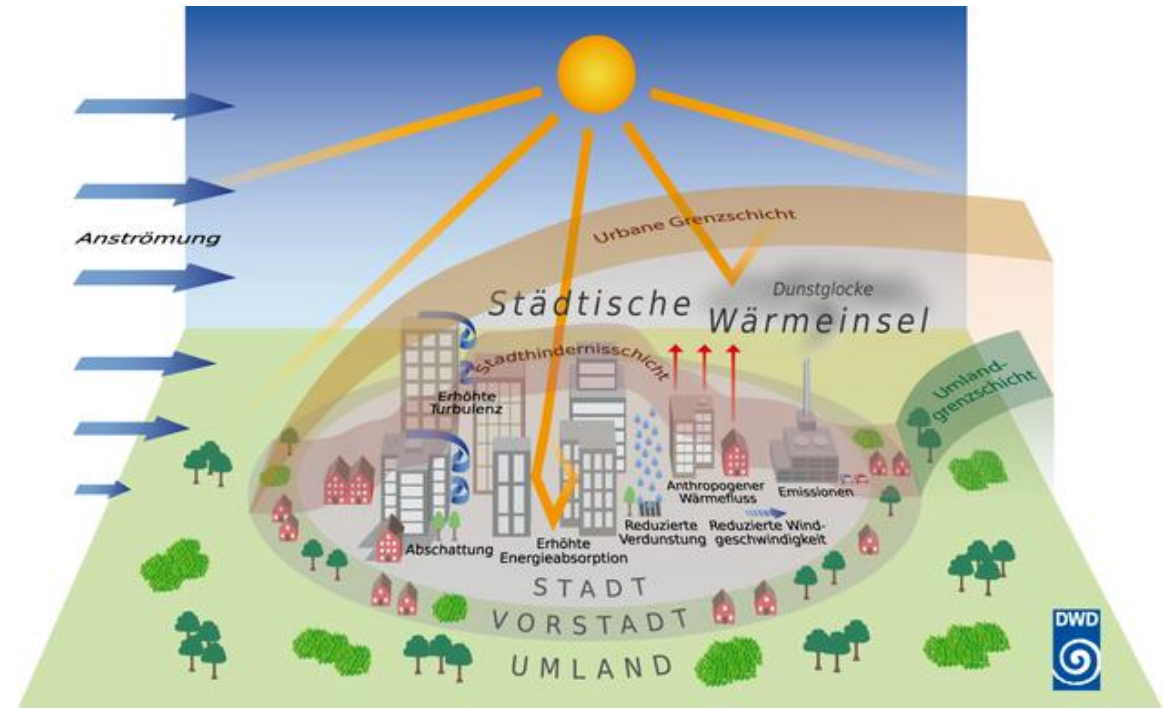 Anströmung
Urbane Grenzschicht
Städtische
Dunstglocke
Wärmeinsel
Stadthindernisschicht
Umland-
grenzschicht
Erhöhte
Turbulenz
Anthropogener
Wärmefluss
Emissionen
Reduzierte
Verdunstung
Reduzierte Wind-
geschwindigkeit
Abschattung
Erhöhte
Energieabsorption
STADT
VORSTADT
UMLAND
DWD